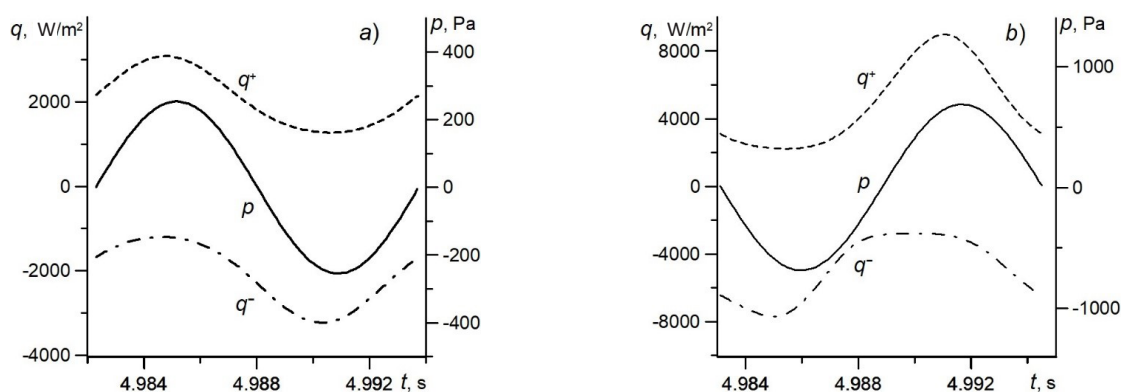 q, W/m² a) p, Pa
400
q⁺
2000
200
0 0
p
-200
-2000
q⁻
-400
-4000
4.984 4.988 4.992 t, s
q, W/m² b) p, Pa
8000
q⁺ 1000
4000
p
0 0
-4000
q⁻
-1000
-8000
4.984 4.988 4.992 t, s